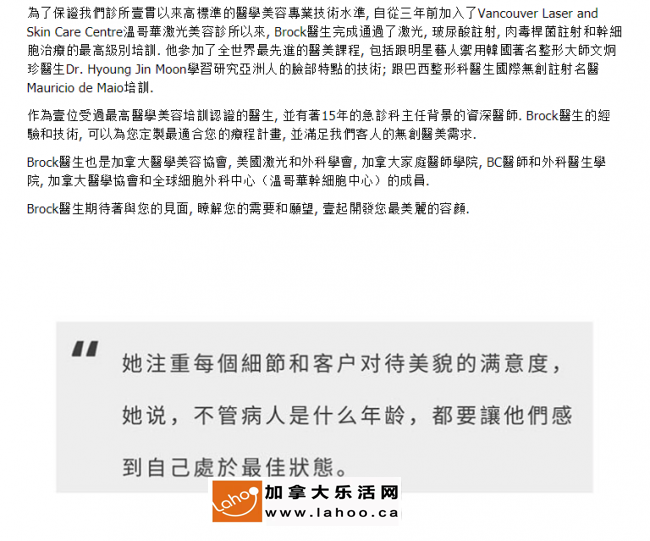 為了保證我們診所壹貫以來高標準的醫學美容專業技術水準, 自從三年前加入了Vancouver Laser and
Skin Care Centre溫哥華激光美容診所以來, Brock醫生完成通過了激光, 玻尿酸註射, 肉毒桿菌註射和幹細
胞治療的最高級別培訓. 他參加了全世界最先進的醫美課程, 包括跟明星藝人禦用韓國著名整形大師文炯
珍醫生Dr. Hyoung Jin Moon學習研究亞洲人的臉部特點的技術; 跟巴西整形科醫生國際無創註射名醫
Mauricio de Maio培訓.
作為壹位受過最高醫學美容培訓認證的醫生, 並有著15年的急診科主任背景的資深醫師. Brock醫生的經
驗和技術, 可以為您定製最適合您的療程計畫, 並滿足我們客人的無創醫美需求.
Brock醫生也是加拿大醫學美容協會, 美國激光和外科學會, 加拿大家庭醫師學院, BC醫師和外科醫生學
院, 加拿大醫學協會和全球細胞外科中心（溫哥華幹細胞中心）的成員.
Brock醫生期待著與您的見面, 瞭解您的需要和願望, 壹起開發您最美麗的容顏.
“
她注重每個細節和客户对待美貌的满意度，
她说，不管病人是什么年龄，都要讓他們感
到自己處於最佳狀態。
Lahoo 加拿大乐活网
www.lahoo.ca